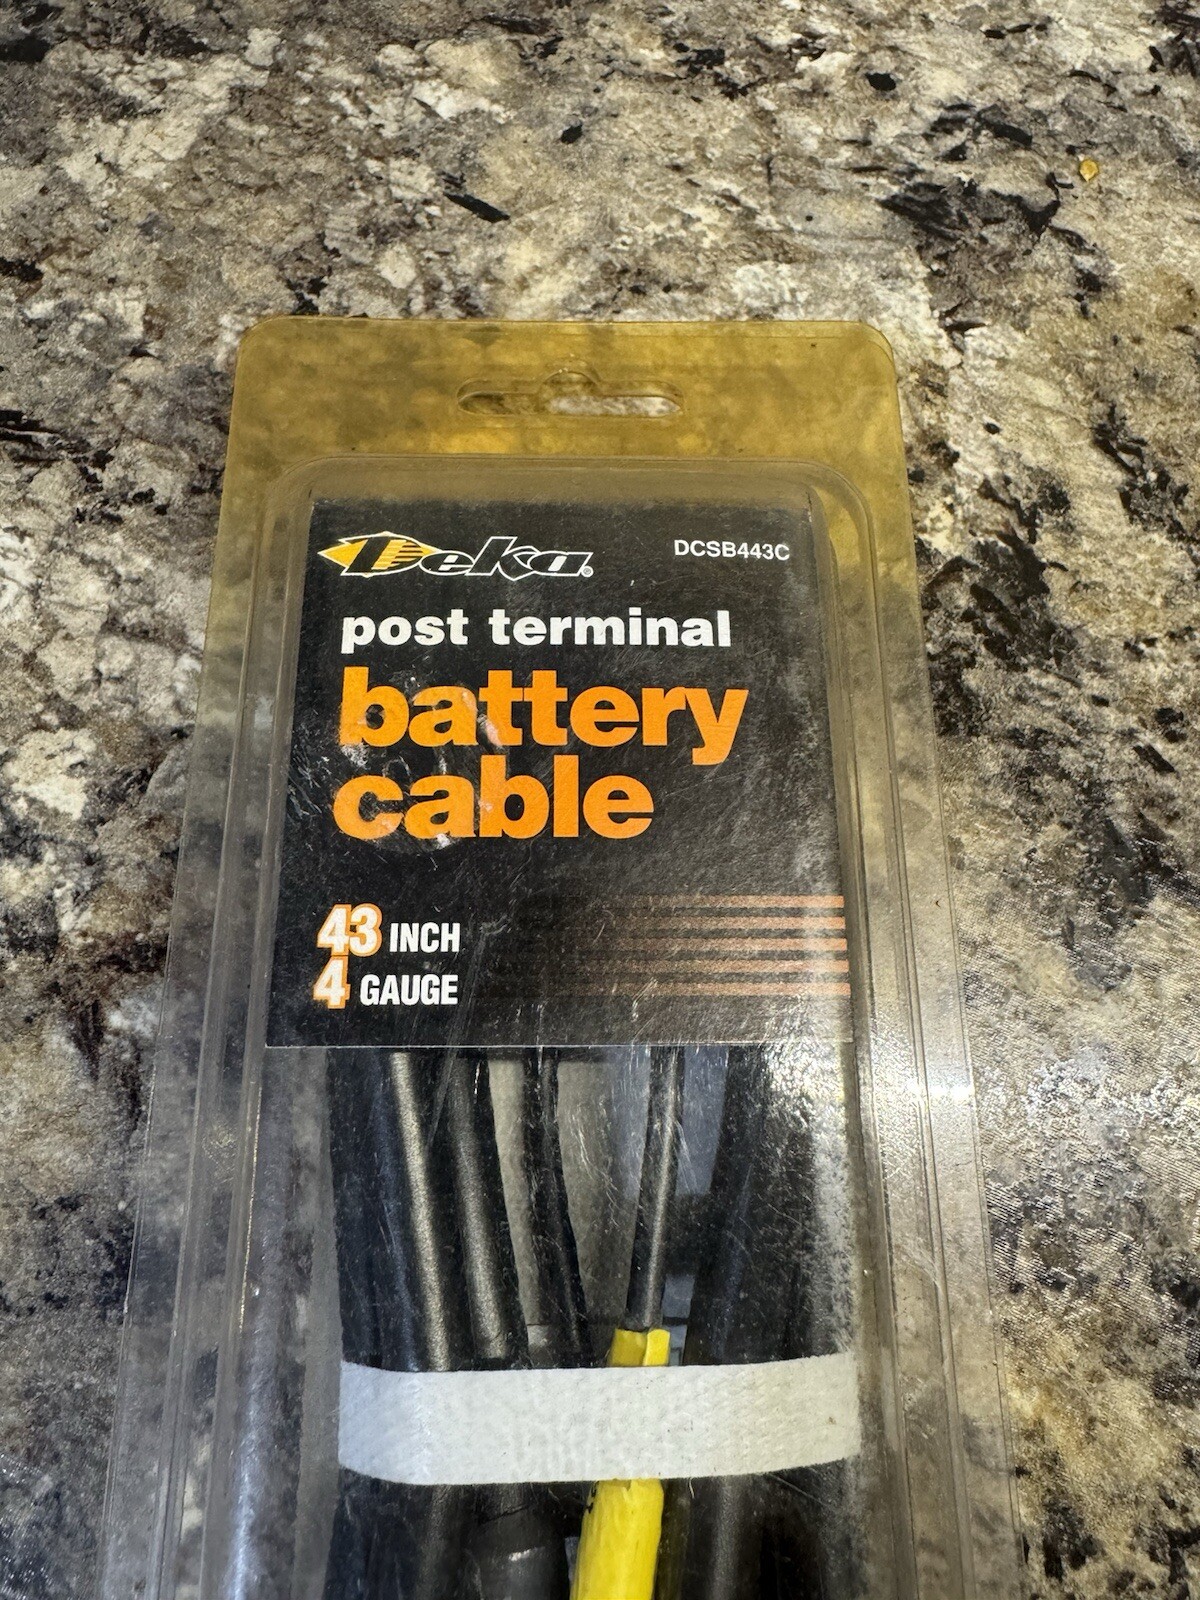 Deka®
DCSB443C
post terminal
battery
cable
43 INCH
4 GAUGE